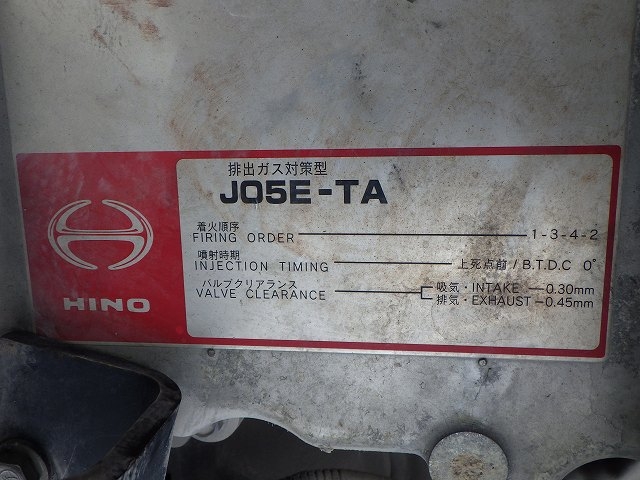 排出ガス対策型
J05E-TA
着火順序
FIRING ORDER 1-3-4-2
噴射時期
INJECTION TIMING 上死点前/B.T.D.C 0°
バルブクリアランス
VALVE CLEARANCE
吸気・INTAKE -0.30mm
排気・EXHAUST-0.45mm
HINO